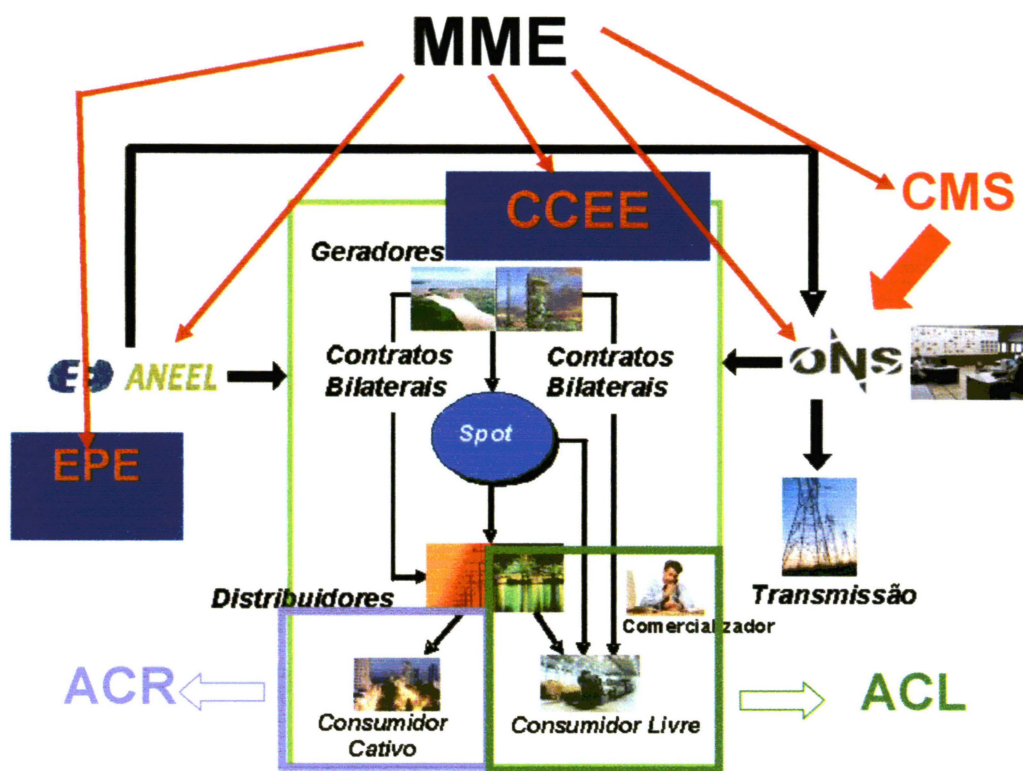 MME
CCEE
CMS
Geradores
Contratos
Bilaterais
Contratos
Bilaterais
ANEEL
ONS
EPE
Spot
Distribuidores
Comercializador
Transmissão
ACR
Consumidor
Cativo
Consumidor Livre
ACL